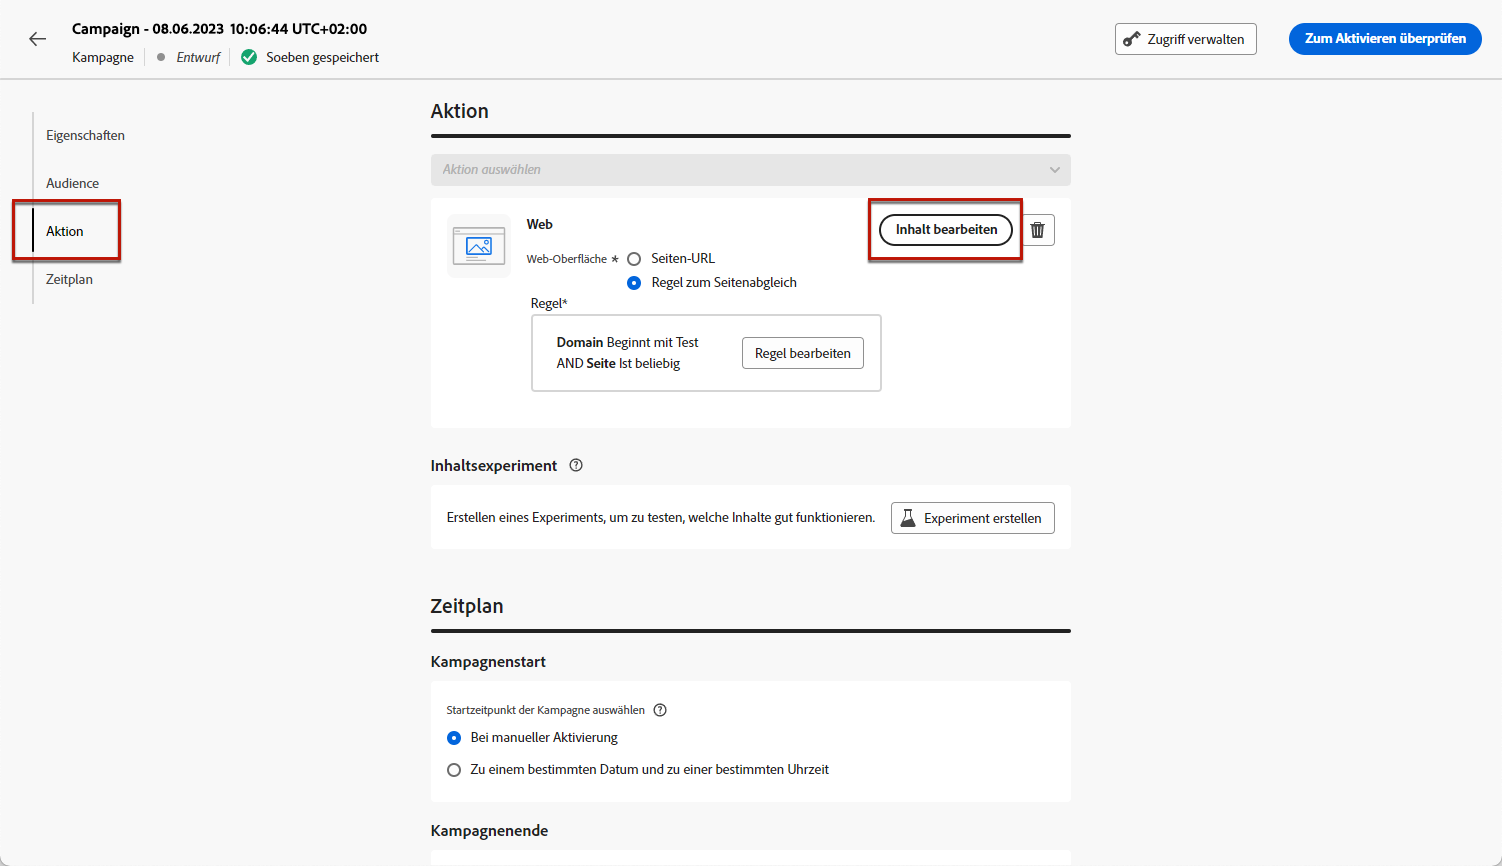 Campaign - 08.06.2023 10:06:44 UTC+02:00
Kampagne
Entwurf
Soeben gespeichert
Zugriff verwalten
Zum Aktivieren überprüfen
Eigenschaften
Audience
Aktion
Zeitplan
Aktion
Aktion auswählen
Web
Inhalt bearbeiten
Web-Oberfläche *
Seiten-URL
Regel zum Seitenabgleich
Regel*
Domain Beginnt mit Test
AND Seite Ist beliebig
Regel bearbeiten
Inhaltsexperiment
Erstellen eines Experiments, um zu testen, welche Inhalte gut funktionieren.
Experiment erstellen
Zeitplan
Kampagnenstart
Startzeitpunkt der Kampagne auswählen
Bei manueller Aktivierung
Zu einem bestimmten Datum und zu einer bestimmten Uhrzeit
Kampagnenende